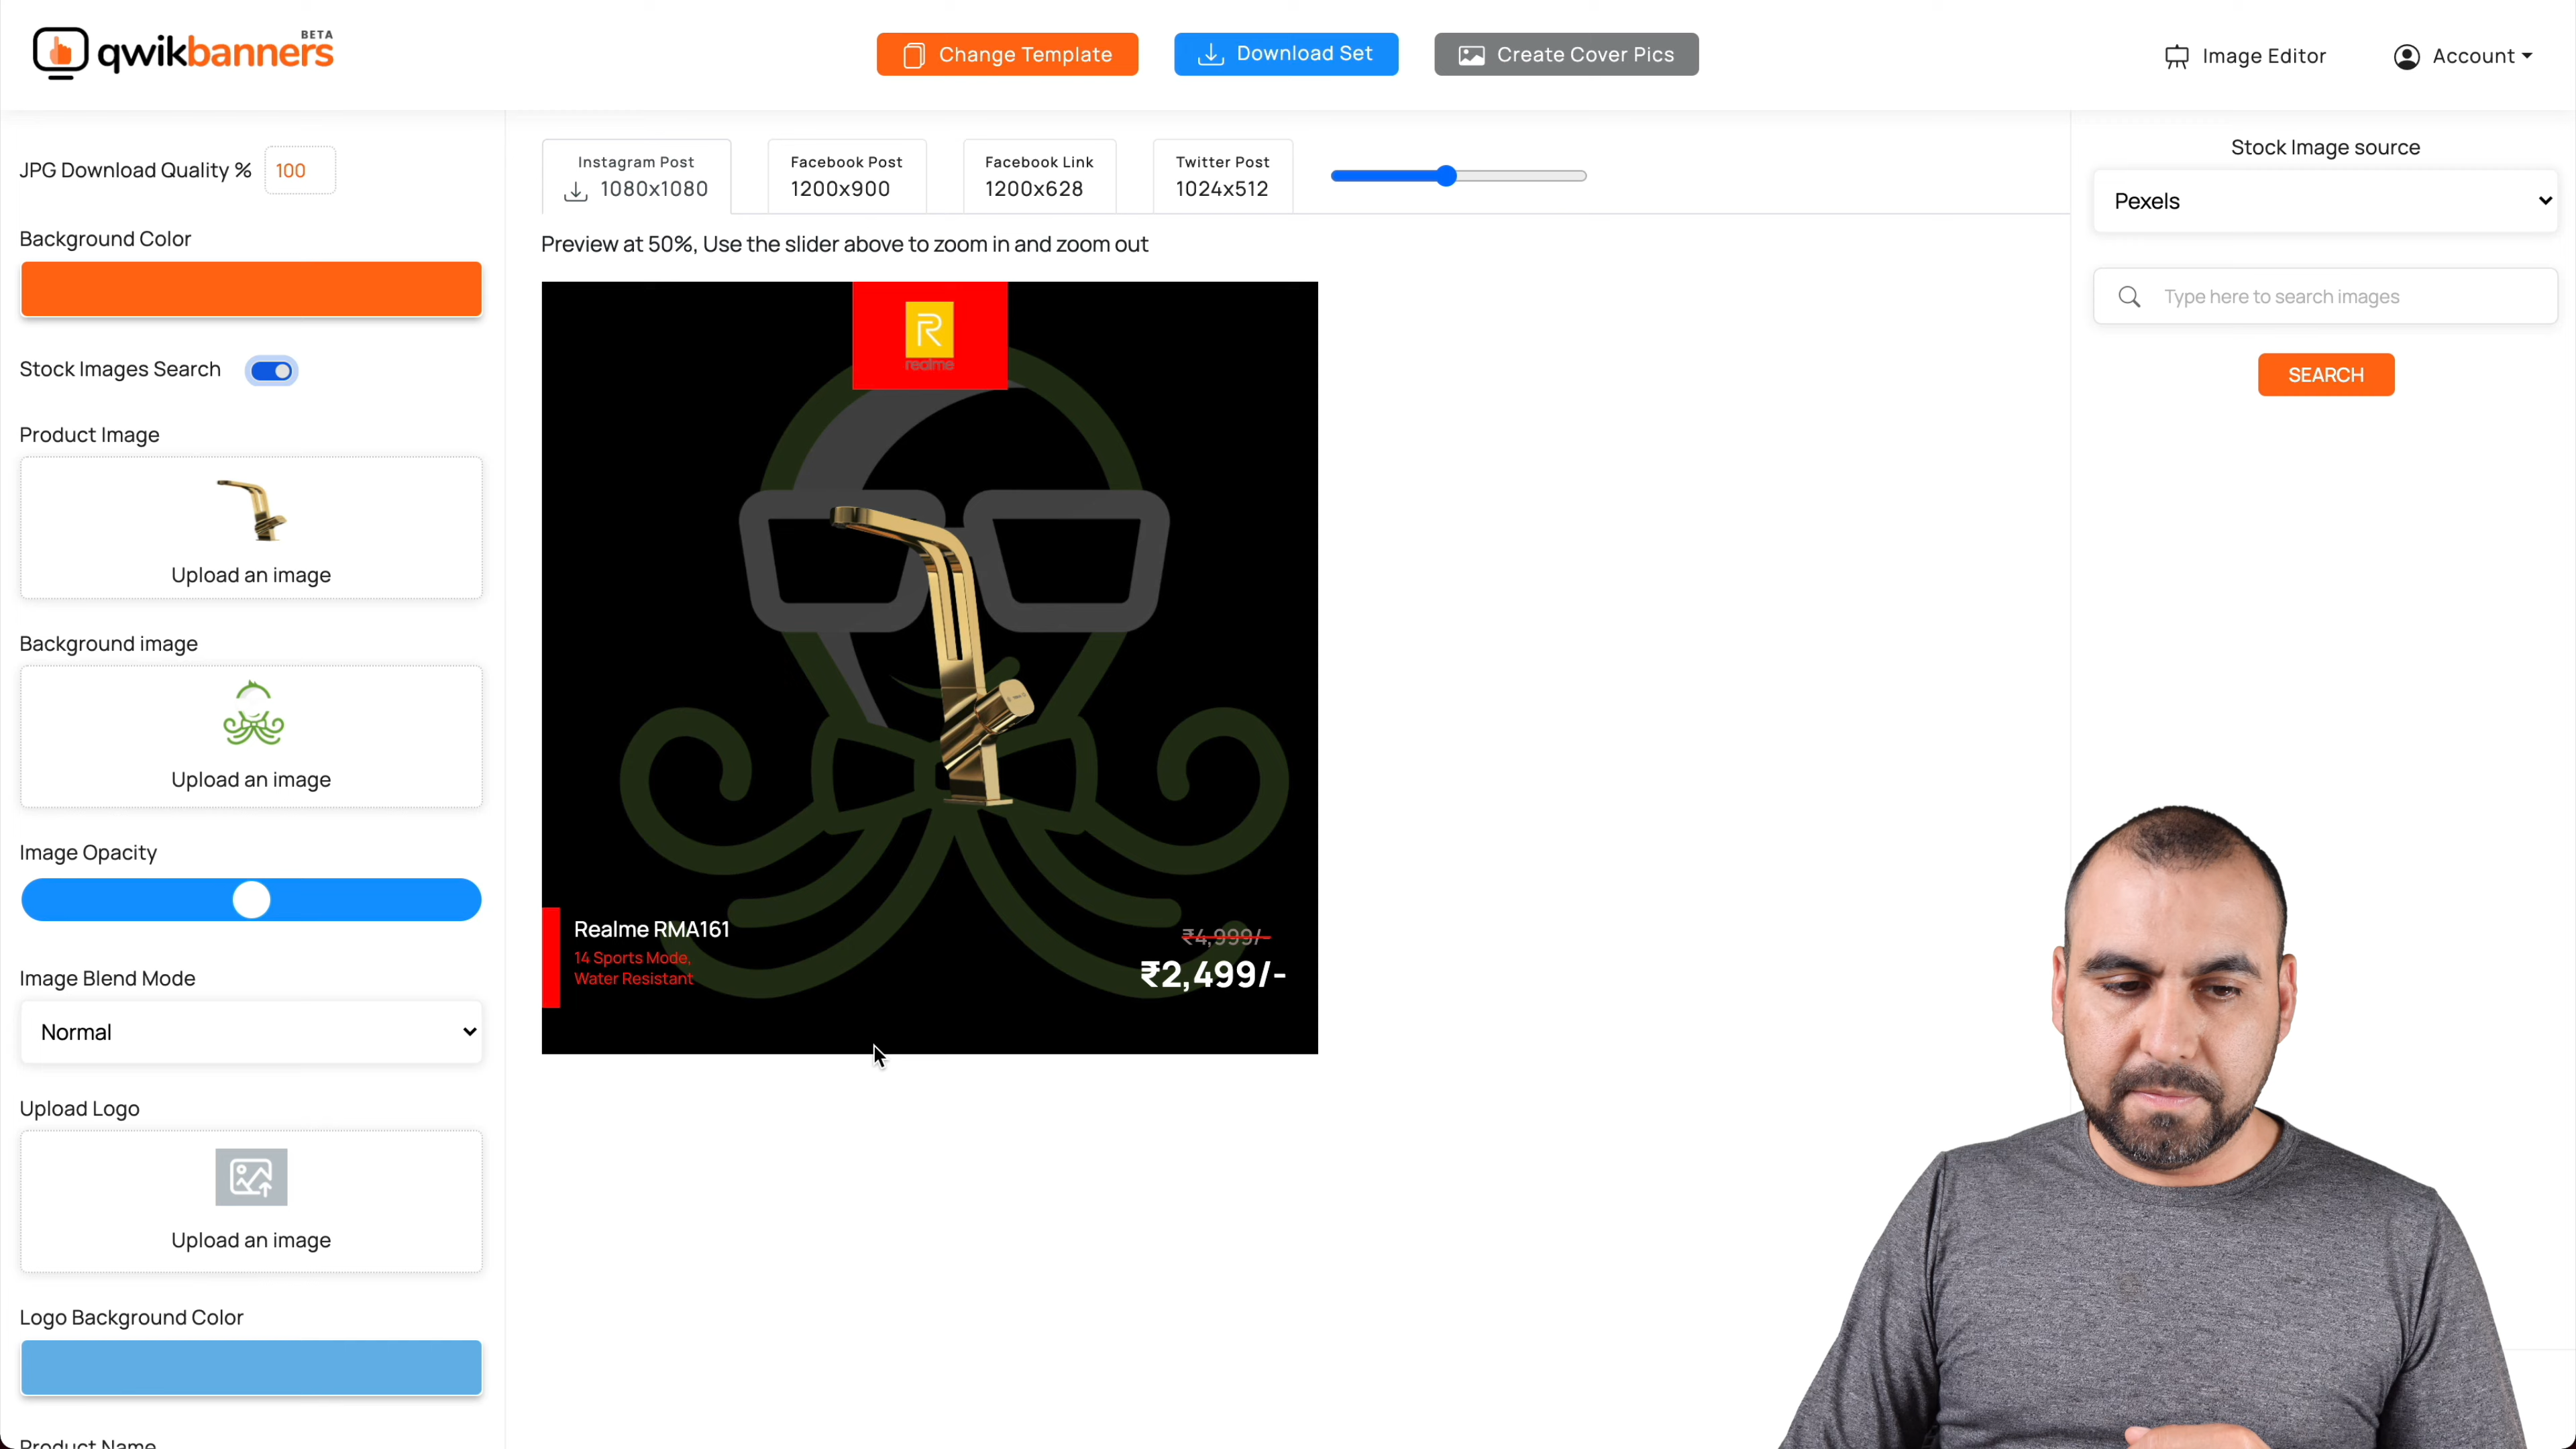 qwikbanners
BETA
Change Template
Download Set
Create Cover Pics
Image Editor
Account
JPG Download Quality %
100
Background Color
Stock Images Search
Product Image
Upload an image
Background image
Upload an image
Image Opacity
Image Blend Mode
Normal
Upload Logo
Upload an image
Logo Background Color
Product Name
Instagram Post
1080x1080
Facebook Post
1200x900
Facebook Link
1200x628
Twitter Post
1024x512
Preview at 50%, Use the slider above to zoom in and zoom out
R
realme
Realme RMA161
14 Sports Mode,
Water Resistant
₹4,999/-
₹2,499/-
Stock Image source
Pexels
Type here to search images
SEARCH